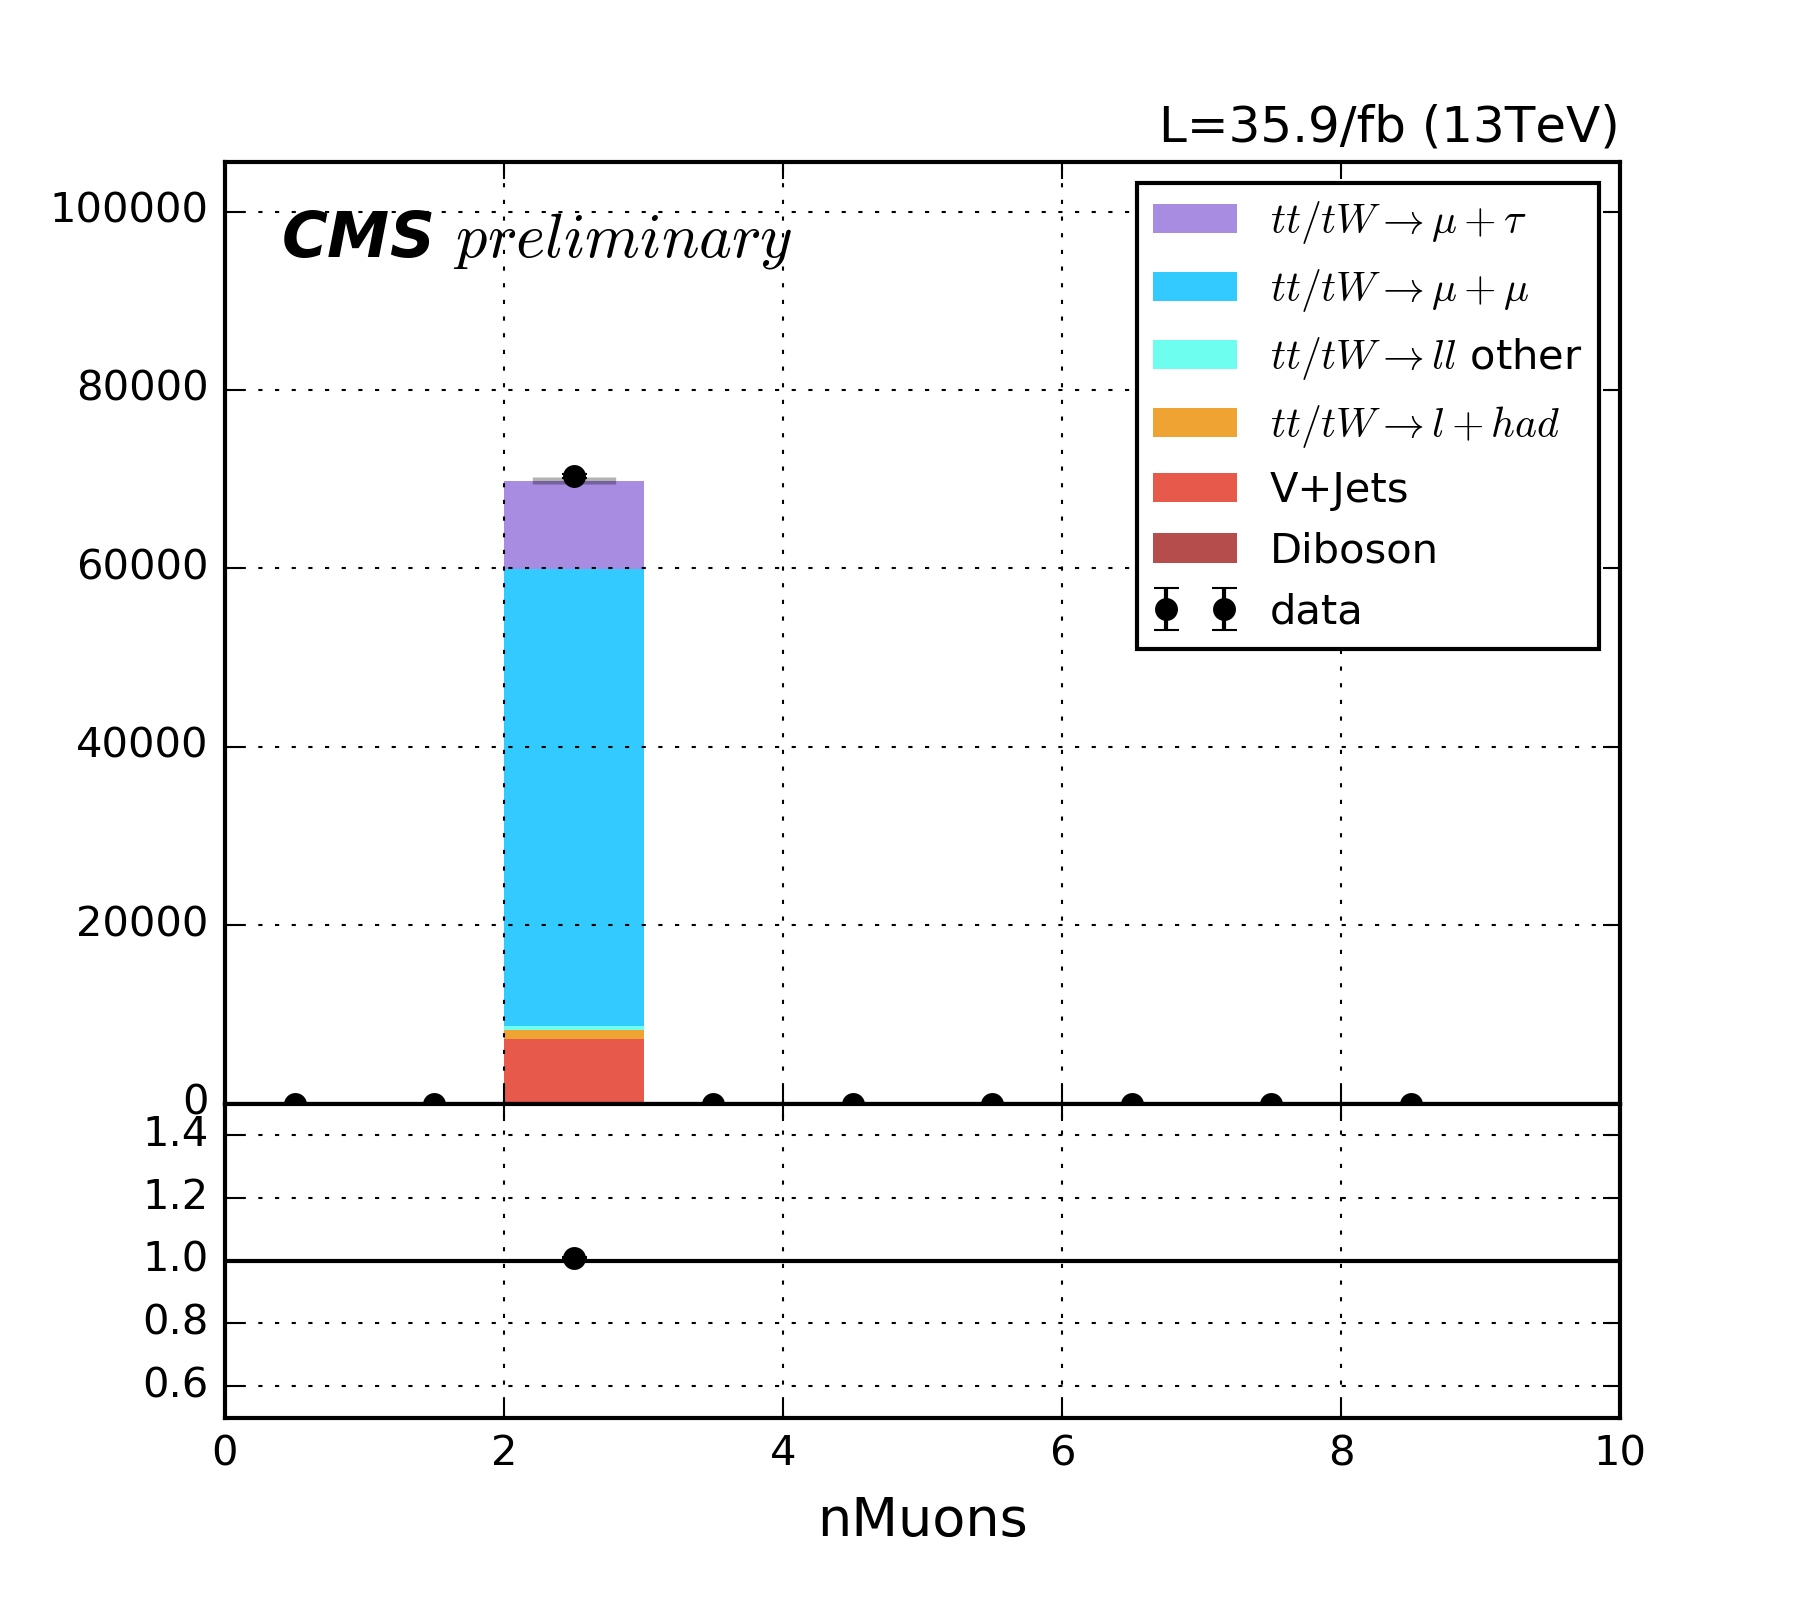 L=35.9/fb (13TeV)
CMS preliminary
100000
80000
60000
40000
20000
0
tt/tW → μ + τ
tt/tW → μ + μ
tt/tW → ll other
tt/tW → l + had
V+Jets
Diboson
data
1.4
1.2
1.0
0.8
0.6
0 2 4 6 8 10
nMuons